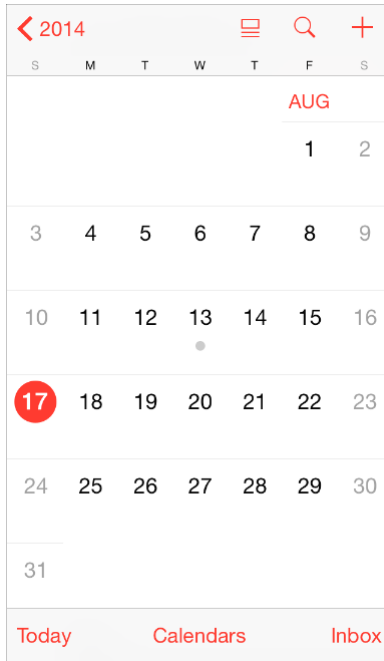 2014
S M T W T F S
AUG
1 2
3 4 5 6 7 8 9
10 11 12 13 14 15 16
17 18 19 20 21 22 23
24 25 26 27 28 29 30
31
Today Calendars Inbox